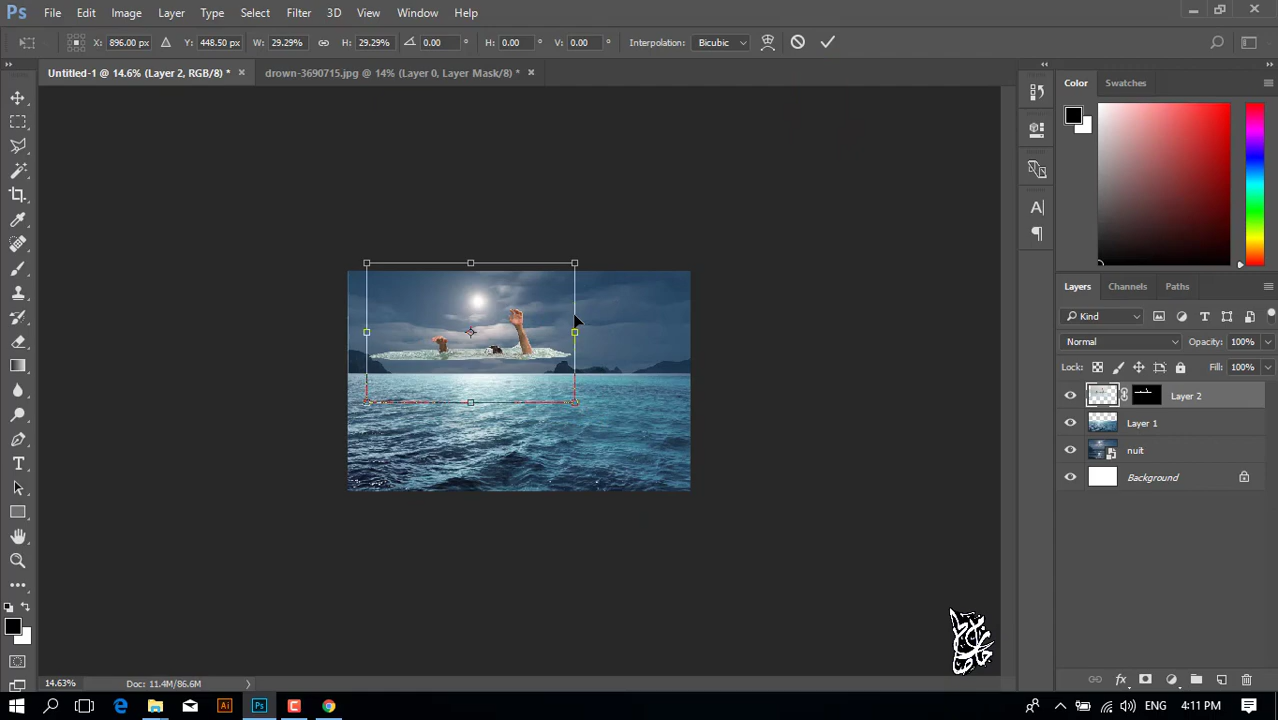 Ps File Edit Image Layer Type Select Filter 3D View Window Help
X: 896.00 px Y: 448.50 px W: 29.29% H: 29.29% 0.00 ° H: 0.00 ° V: 0.00 ° Interpolation: Bicubic
Untitled-1 @ 14.6% (Layer 2, RGB/8) * × drown-3690715.jpg @ 14% (Layer 0, Layer Mask/8) * ×
Color Swatches
Layers Channels Paths
Kind
Normal Opacity: 100%
Lock: Fill: 100%
Layer 2
Layer 1
nuit
Background
14.63% Doc: 11.4M/86.6M
Ai Ps C ENG 4:11 PM